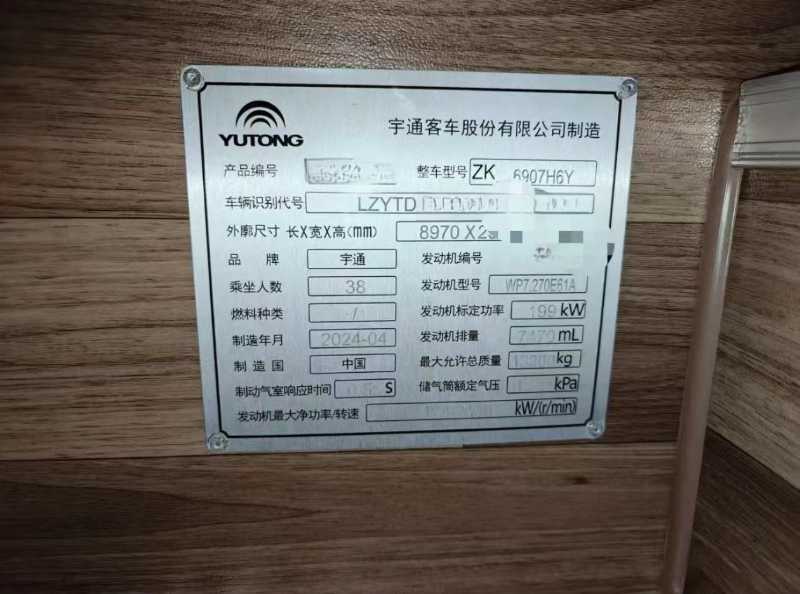 YUTONG
宇通客车股份有限公司制造
产品编号 整车型号 ZK 6907H6Y
车辆识别代号 LZYTD
外廓尺寸 长X宽X高(mm) 8970 X
品牌 宇通 发动机编号
乘坐人数 38 发动机型号 WP7.270E61A
燃料种类 / 发动机标定功率 199 kW
制造年月 2024-04 发动机排量 7470 mL
制造国 中国 最大允许总质量 kg
制动气室响应时间 S 储气筒额定气压 kPa
发动机最大净功率/转速 kW/(r/min)